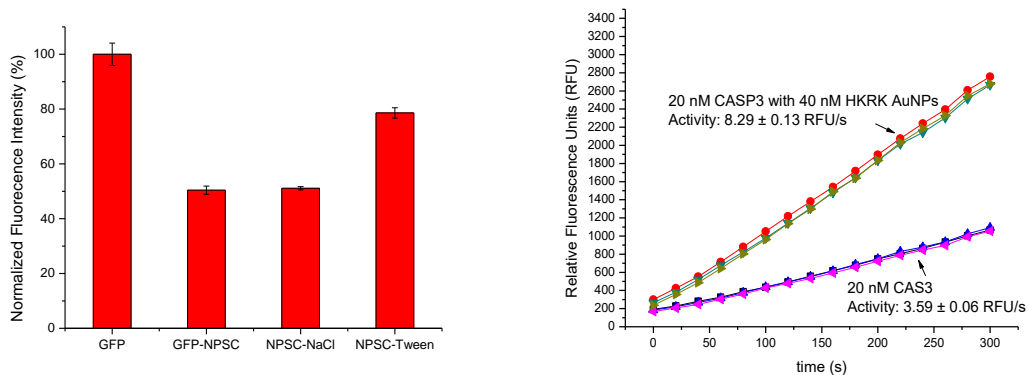 Normalized Fluorescence Intensity (%)
100
80
60
40
20
0
GFP GFP-NPSC NPSC-NaCl NPSC-Tween
Relative Fluorescence Units (RFU)
3400
3200
3000
2800
2600
2400
2200
2000
1800
1600
1400
1200
1000
800
600
400
200
0
20 nM CASP3 with 40 nM HKRK AuNPs
Activity: 8.29 ± 0.13 RFU/s
20 nM CAS3
Activity: 3.59 ± 0.06 RFU/s
0 50 100 150 200 250 300
time (s)